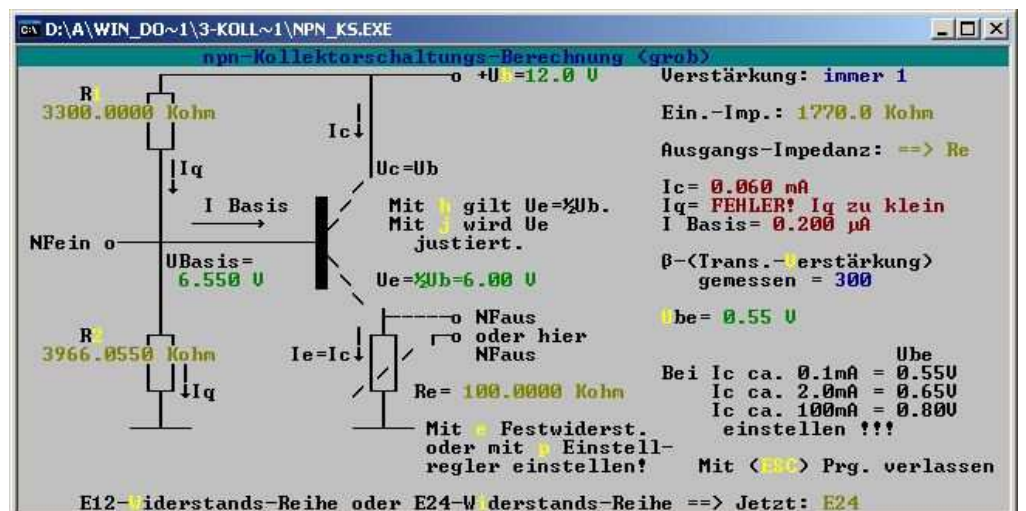 D:\A\WIN_DO~1\3-KOLL~1\NPN_KS.EXE
npn-Kollektorschaltungs-Berechnung (grob)
o +Ub=12.0 V
Verstärkung: immer 1
R1
3300.0000 Kohm
Ic↓
Ein.-Imp.: 1770.0 Kohm
Ausgangs-Impedanz: ==> Re
Iq
↓
Uc=Ub
Ic= 0.060 mA
Iq= FEHLER! Iq zu klein
I Basis= 0.200 µA
I Basis
Mit h gilt Ue=½Ub.
Mit j wird Ue
justiert.
NFein o
UBasis=
6.550 V
Ue=½Ub=6.00 V
β-(Trans.-Verstärkung)
gemessen = 300
o NFaus
o oder hier
NFaus
Ube= 0.55 V
R2
3966.0550 Kohm
Ie=Ic↓
↓Iq
Re= 100.0000 Kohm
Ube
Bei Ic ca. 0.1mA = 0.55V
Ic ca. 2.0mA = 0.65V
Ic ca. 100mA = 0.80V
einstellen !!!
Mit e Festwiderst.
oder mit p Einstell-
regler einstellen!
Mit (ESC) Prg. verlassen
E12-Widerstands-Reihe oder E24-Widerstands-Reihe ==> Jetzt: E24